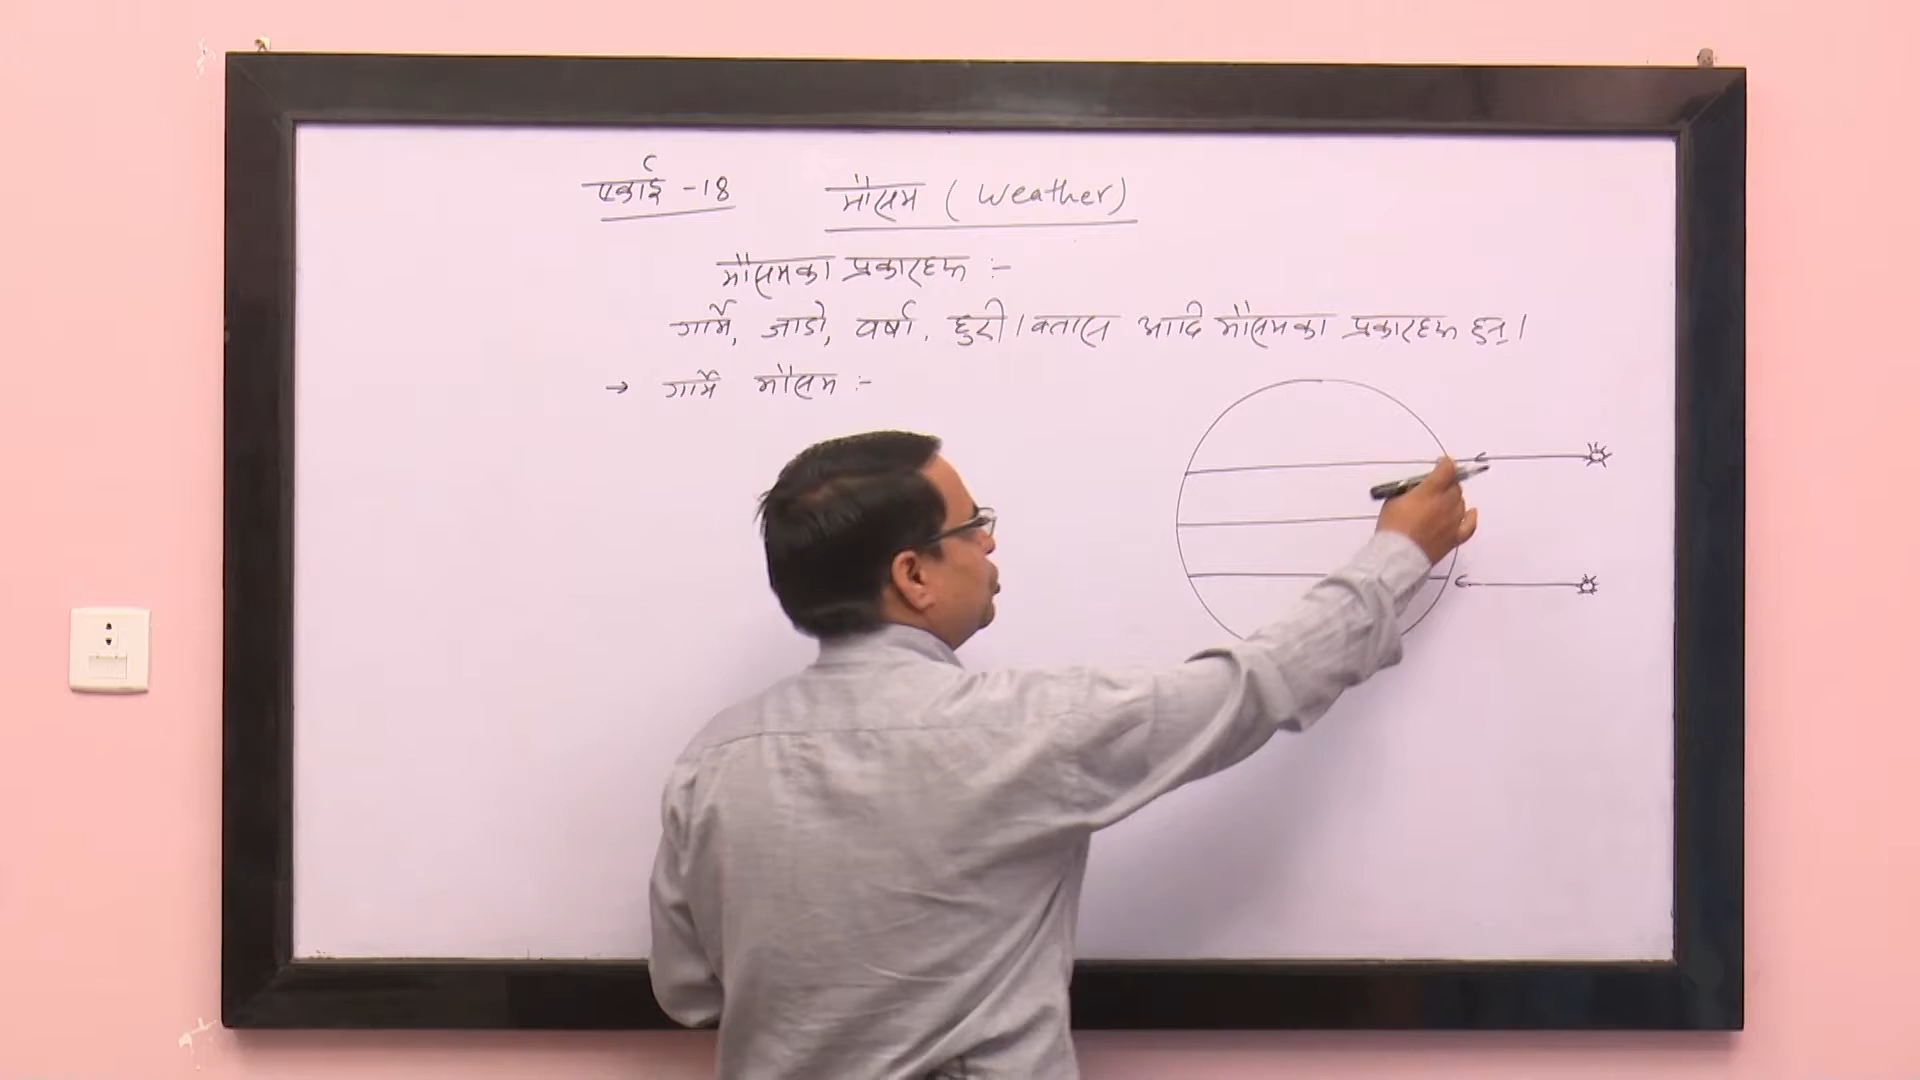 एकाई -18 मौसम (Weather)
मौसमका प्रकारहरू :-
गर्मि, जाडो, वर्षा, हुरी। बतास आदि मौसमका प्रकारहरू हुन्।
→ गर्मि मौसम :-